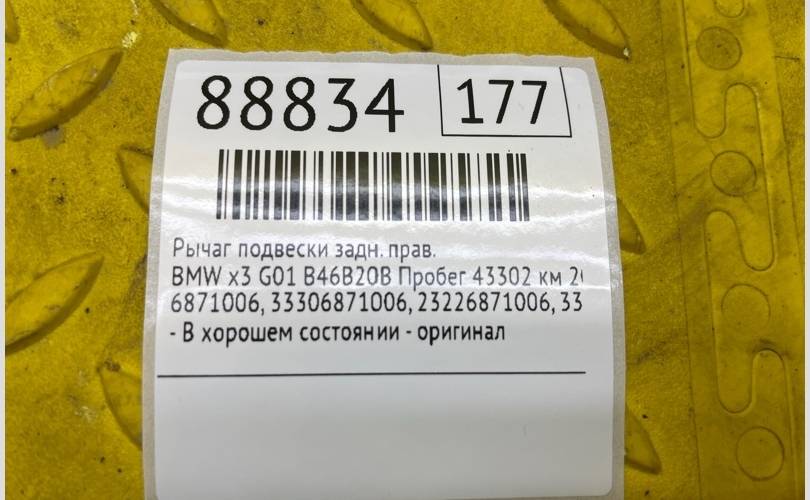 88834 177
Рычаг подвески задн. прав.
BMW x3 G01 B46B20B Пробег 43302 км
6871006, 33306871006, 23226871006, 33
- В хорошем состоянии - оригинал